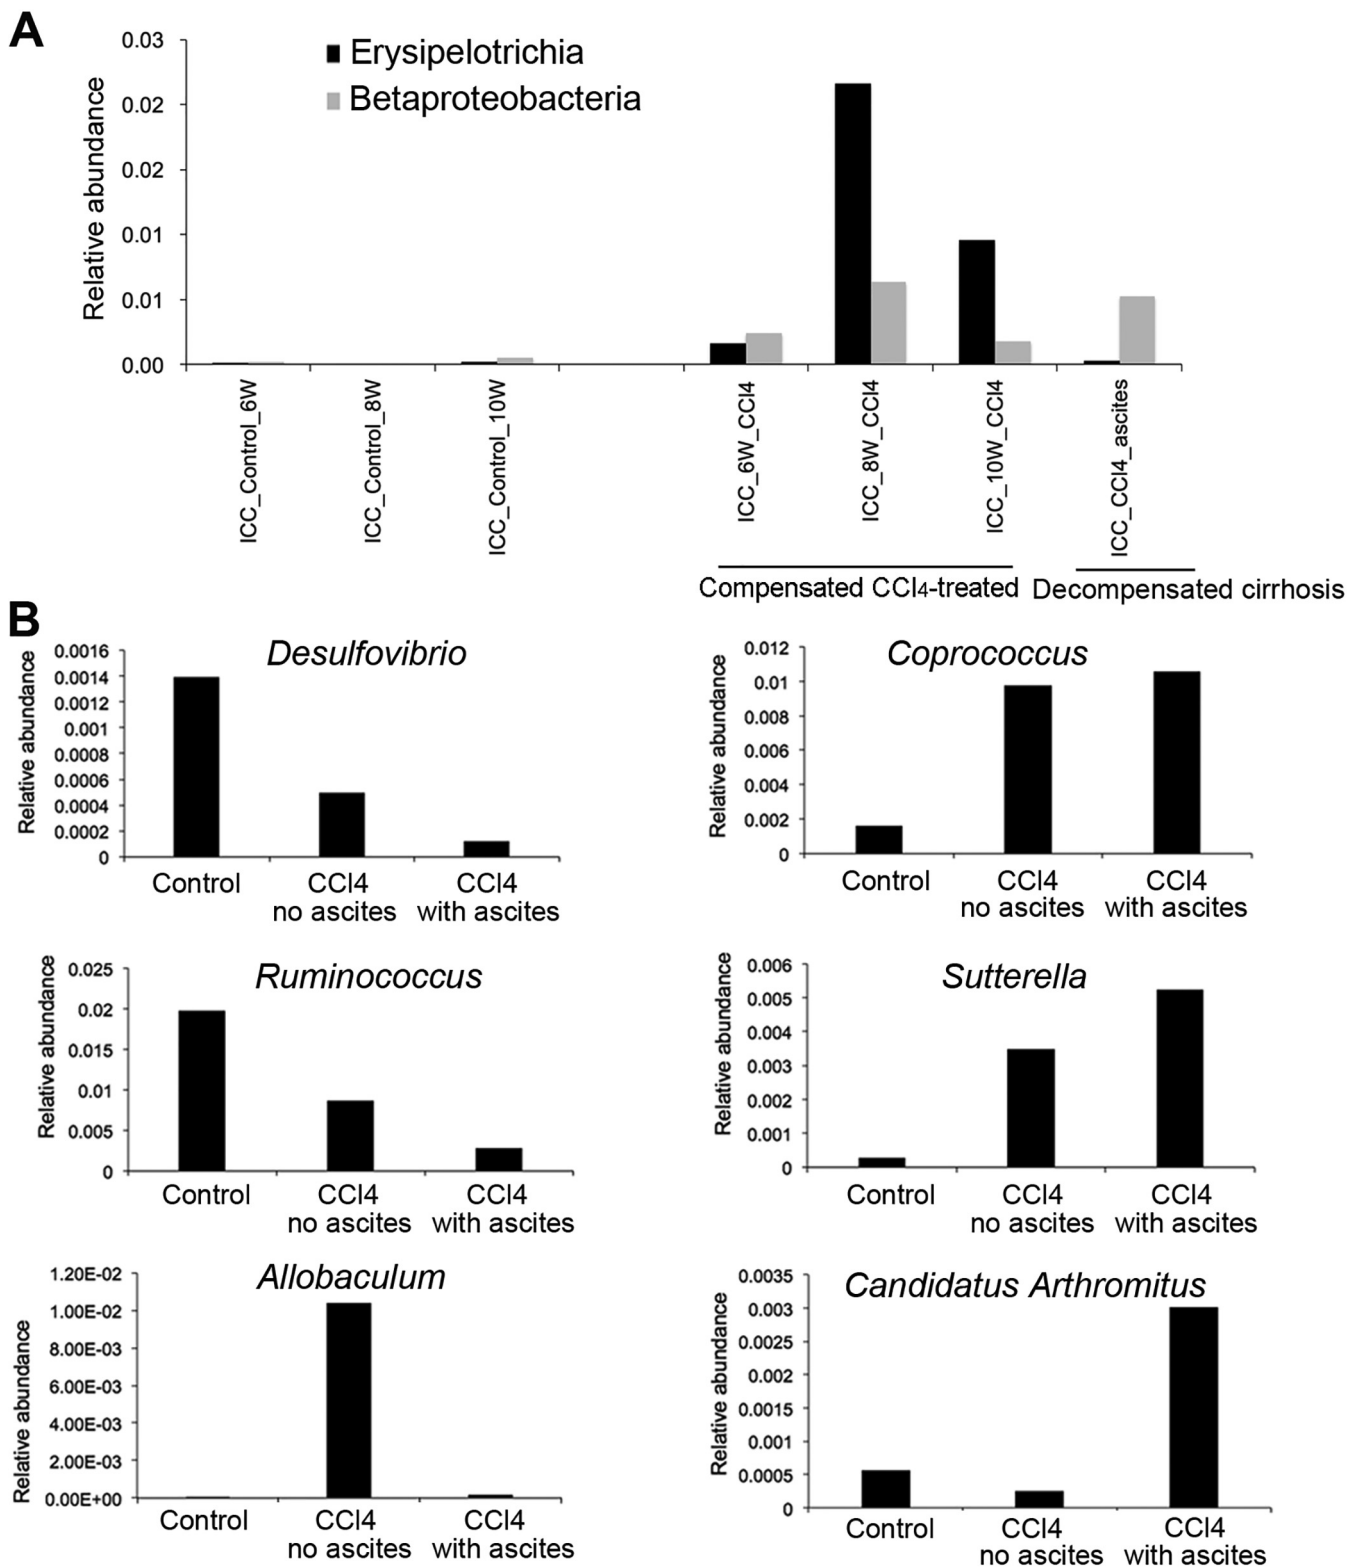 A
0.03
0.02
0.02
0.01
0.01
0.00
Relative abundance
Erysipelotrichia
Betaproteobacteria
ICC_Control_6W
ICC_Control_8W
ICC_Control_10W
ICC_6W_CCl4
ICC_8W_CCl4
ICC_10W_CCl4
ICC_CCl4_ascites
Compensated CCl4-treated
Decompensated cirrhosis
B
Desulfovibrio
Relative abundance
0.0016
0.0014
0.0012
0.001
0.0008
0.0006
0.0004
0.0002
0
Control
CCl4
no ascites
CCl4
with ascites
Coprococcus
Relative abundance
0.012
0.01
0.008
0.006
0.004
0.002
0
Control
CCl4
no ascites
CCl4
with ascites
Ruminococcus
Relative abundance
0.025
0.02
0.015
0.01
0.005
0
Control
CCl4
no ascites
CCl4
with ascites
Sutterella
Relative abundance
0.006
0.005
0.004
0.003
0.002
0.001
0
Control
CCl4
no ascites
CCl4
with ascites
Allobaculum
Relative abundance
1.20E-02
1.00E-02
8.00E-03
6.00E-03
4.00E-03
2.00E-03
0.00E+00
Control
CCl4
no ascites
CCl4
with ascites
Candidatus Arthromitus
Relative abundance
0.0035
0.003
0.0025
0.002
0.0015
0.001
0.0005
0
Control
CCl4
no ascites
CCl4
with ascites